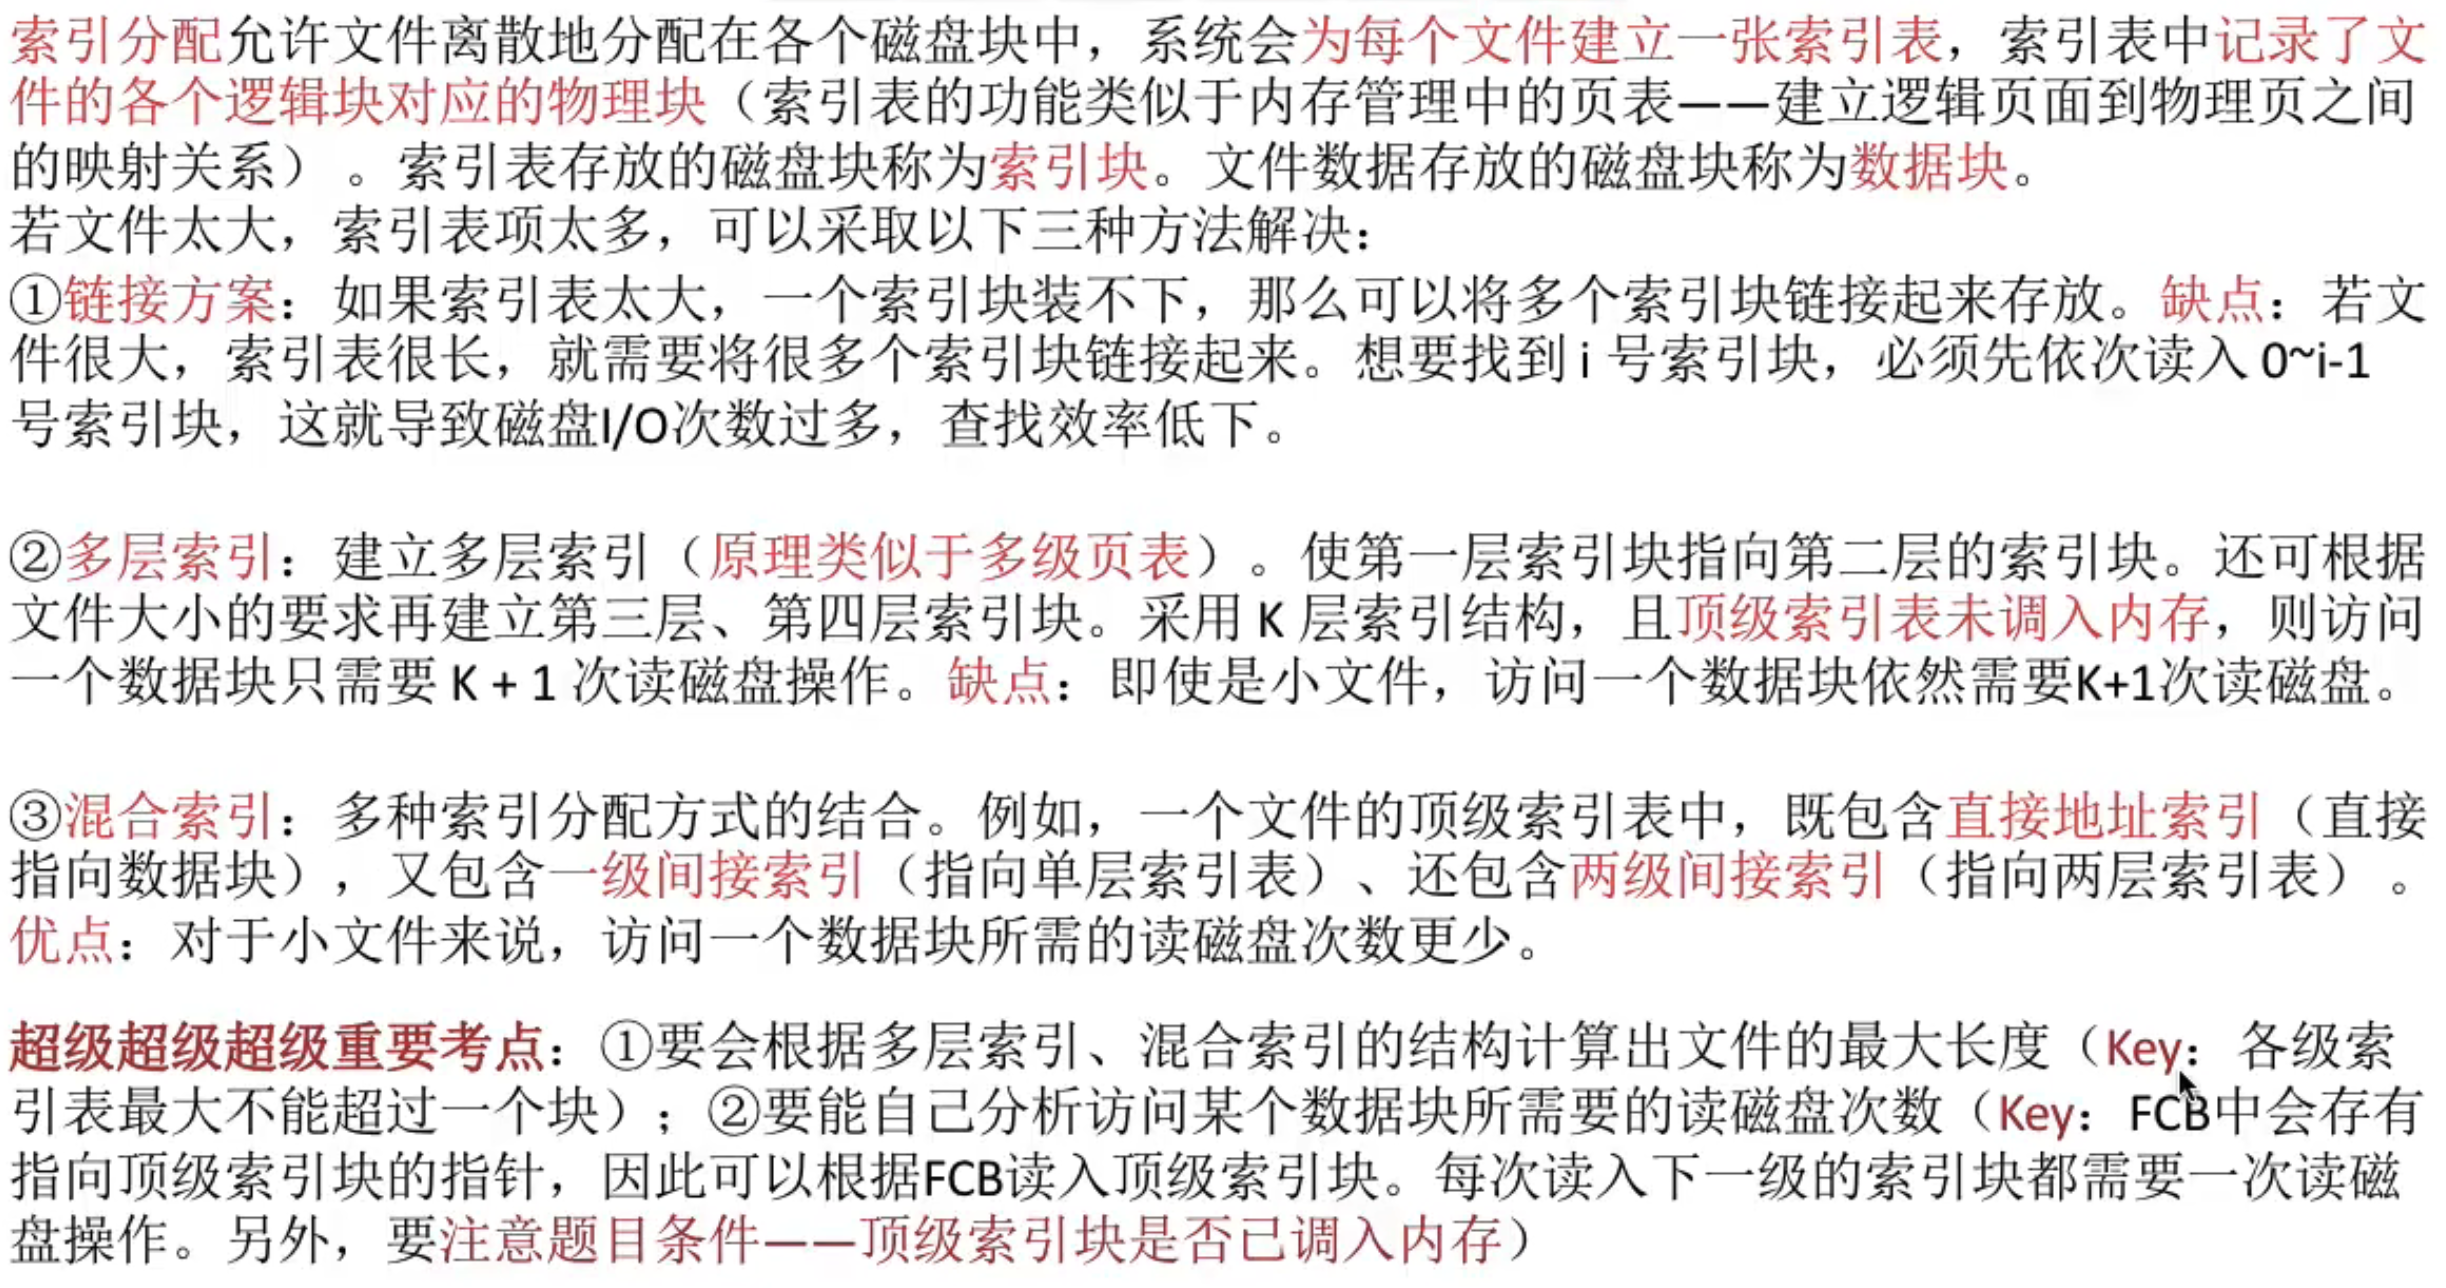 索引分配允许文件离散地分配在各个磁盘块中，系统会为每个文件建立一张索引表，索引表中记录了文
件的各个逻辑块对应的物理块（索引表的功能类似于内存管理中的页表——建立逻辑页面到物理页之间
的映射关系）。索引表存放的磁盘块称为索引块。文件数据存放的磁盘块称为数据块。
若文件太大，索引表项太多，可以采取以下三种方法解决：
①链接方案：如果索引表太大，一个索引块装不下，那么可以将多个索引块链接起来存放。缺点：若文
件很大，索引表很长，就需要将很多个索引块链接起来。想要找到 i 号索引块，必须先依次读入 0~i-1
号索引块，这就导致磁盘I/O次数过多，查找效率低下。
②多层索引：建立多层索引（原理类似于多级页表）。使第一层索引块指向第二层的索引块。还可根据
文件大小的要求再建立第三层、第四层索引块。采用 K 层索引结构，且顶级索引表未调入内存，则访问
一个数据块只需要 K + 1 次读磁盘操作。缺点：即使是小文件，访问一个数据块依然需要K+1次读磁盘。
③混合索引：多种索引分配方式的结合。例如，一个文件的顶级索引表中，既包含直接地址索引（直接
指向数据块），又包含一级间接索引（指向单层索引表）、还包含两级间接索引（指向两层索引表）。
优点：对于小文件来说，访问一个数据块所需的读磁盘次数更少。
超级超级超级重要考点：①要会根据多层索引、混合索引的结构计算出文件的最大长度（Key：各级索
引表最大不能超过一个块）；②要能自己分析访问某个数据块所需要的读磁盘次数（Key：FCB中会存有
指向顶级索引块的指针，因此可以根据FCB读入顶级索引块。每次读入下一级的索引块都需要一次读磁
盘操作。另外，要注意题目条件——顶级索引块是否已调入内存）